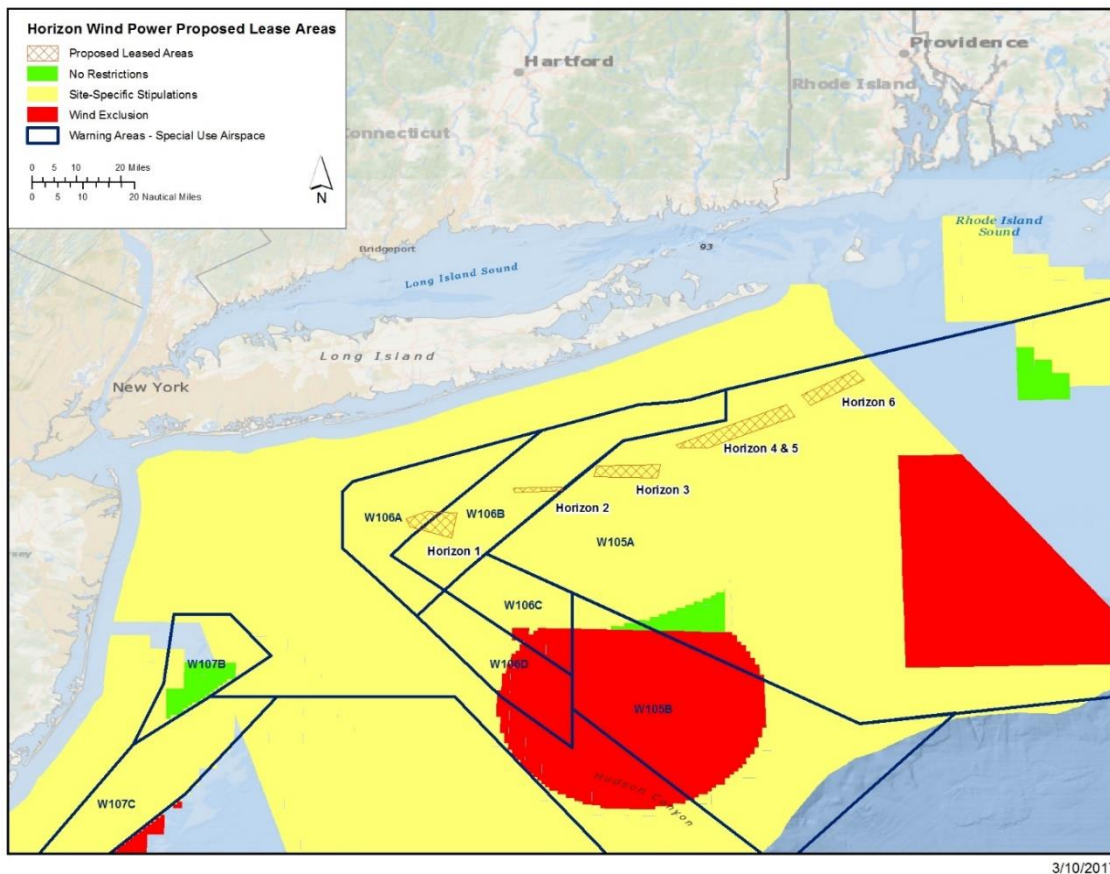 Horizon Wind Power Proposed Lease Areas
Proposed Leased Areas
No Restrictions
Site-Specific Stipulations
Wind Exclusion
Warning Areas - Special Use Airspace
0 5 10 20 Miles
0 5 10 20 Nautical Miles
N
Providence
Hartford
Rhode Island
Connecticut
Rhode Island
Sound
Bridgeport
93
Long Island Sound
Long Island
New York
Horizon 6
Horizon 4 & 5
Horizon 3
Horizon 2
W106A
W106B
Horizon 1
W105A
W106C
W107B
W106D
W105B
Hudson Canyon
W107C
3/10/2017